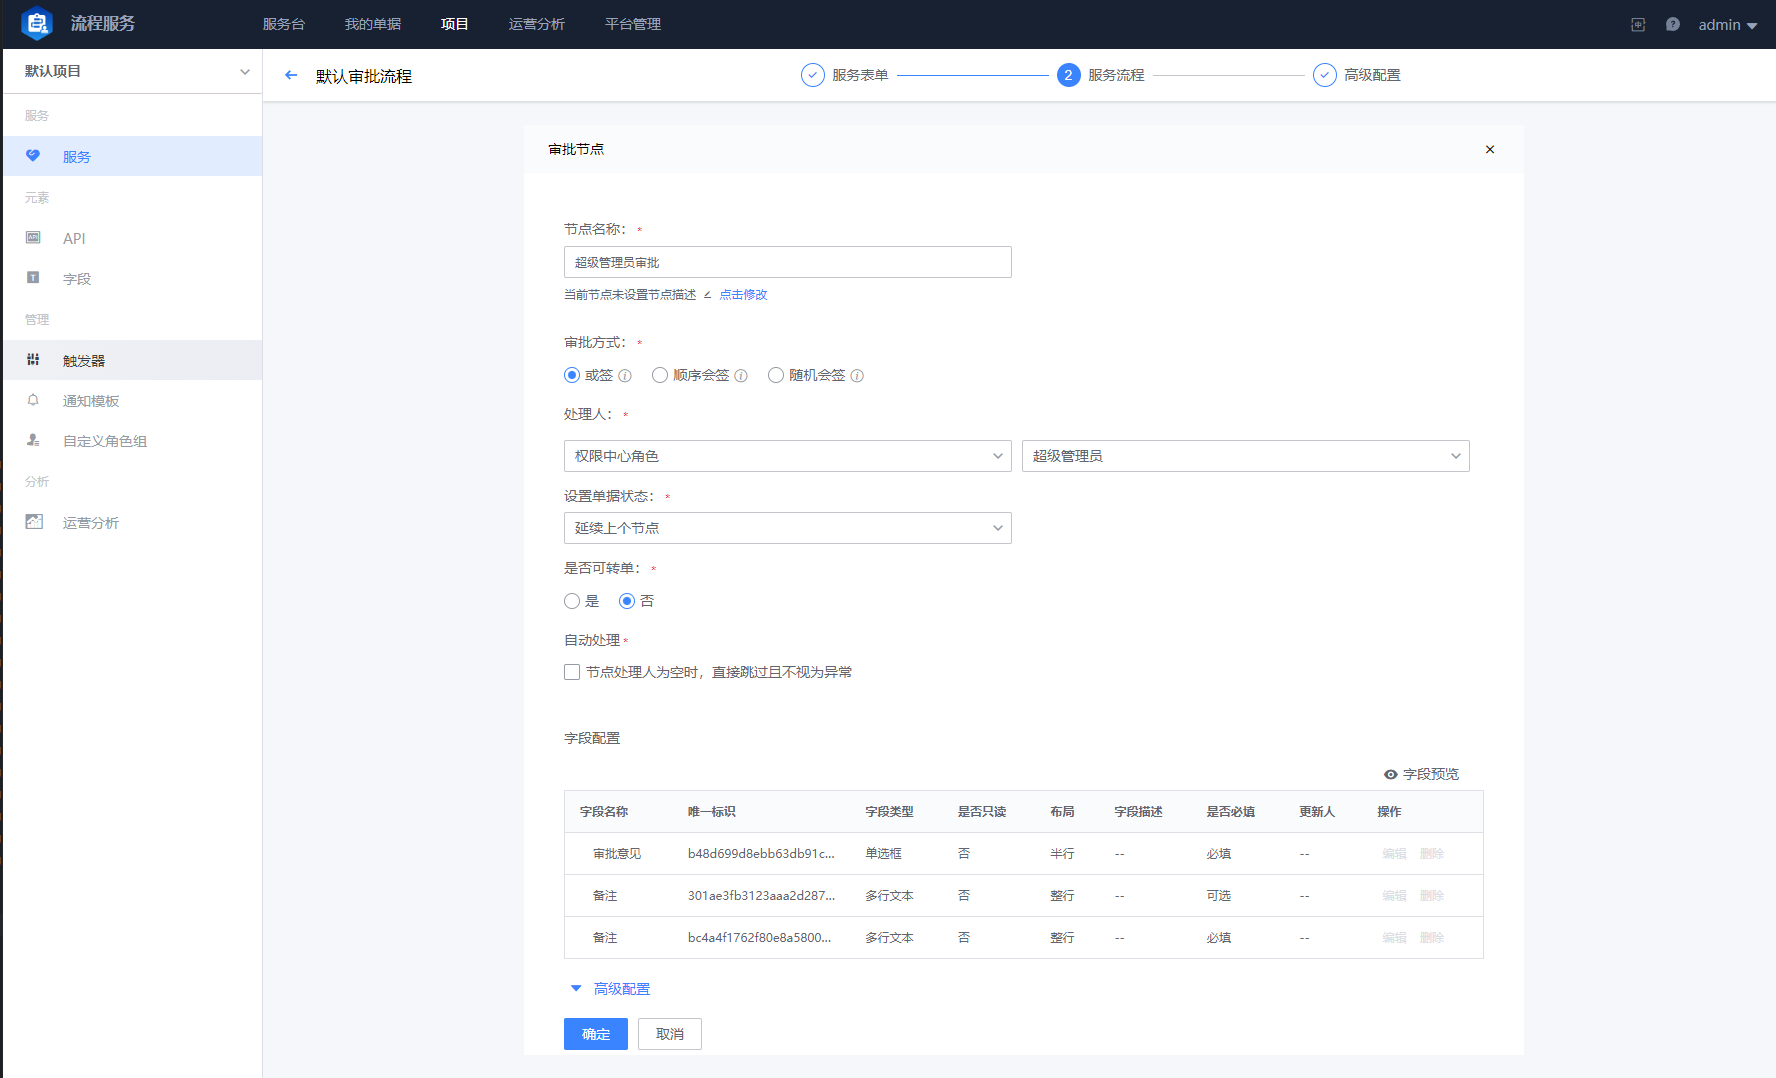 流程服务 服务台 我的单据 项目 运营分析 平台管理 admin
默认项目
服务
服务
元素
API
字段
管理
触发器
通知模板
自定义角色组
分析
运营分析
默认审批流程 服务表单 2 服务流程 高级配置
审批节点
节点名称： *
超级管理员审批
当前节点未设置节点描述 点击修改
审批方式： *
或签 顺序会签 随机会签
处理人： *
权限中心角色 超级管理员
设置单据状态： *
延续上个节点
是否可转单： *
是 否
自动处理 *
节点处理人为空时，直接跳过且不视为异常
字段配置
字段预览
字段名称 唯一标识 字段类型 是否只读 布局 字段描述 是否必填 更新人 操作
审批意见 b48d699d8ebb63db91c... 单选框 否 半行 -- 必填 -- 编辑 删除
备注 301ae3fb3123aaa2d287... 多行文本 否 整行 -- 可选 -- 编辑 删除
备注 bc4a4f1762f80e8a5800... 多行文本 否 整行 -- 必填 -- 编辑 删除
高级配置
确定 取消